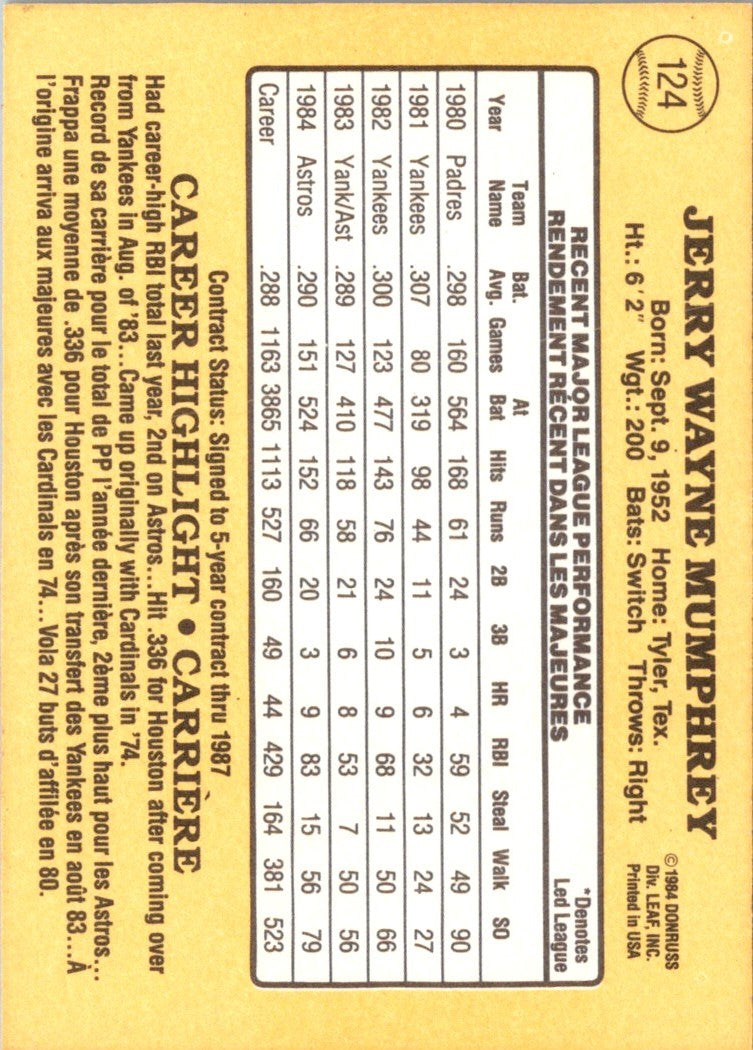 124
JERRY WAYNE MUMPHREY
©1984 DONRUSS
Div. LEAF, INC.
Printed in USA
Born: Sept. 9, 1952 Home: Tyler, Tex.
Ht.: 6'2" Wgt.: 200 Bats: Switch Throws: Right
RECENT MAJOR LEAGUE PERFORMANCE
RENDEMENT RÉCENT DANS LES MAJEURES
*Denotes
Led League
Year Team Name Bat. Avg. Games At Bat Hits Runs 2B 3B HR RBI Steal Walk SO
1980 Padres .298 160 564 168 61 24 3 4 59 52 49 90
1981 Yankees .307 80 319 98 44 11 5 6 32 13 24 27
1982 Yankees .300 123 477 143 76 24 10 9 68 11 50 66
1983 Yank/Ast .289 127 410 118 58 21 6 8 53 7 50 56
1984 Astros .290 151 524 152 66 20 3 9 83 15 56 79
Career .288 1163 3865 1113 527 160 49 44 429 164 381 523
Contract Status: Signed to 5-year contract thru 1987
CAREER HIGHLIGHT • CARRIÈRE
Had career-high RBI total last year, 2nd on Astros...Hit .336 for Houston after coming over
from Yankees in Aug. of '83...Came up originally with Cardinals in '74.
Record de sa carrière pour le total de PP l'année dernière, 2ème plus haut pour les Astros...
Frappa une moyenne de .336 pour Houston après son transfert des Yankees en août 83...À
l'origine arriva aux majeures avec les Cardinals en 74... Vola 27 buts d'affilée en 80.